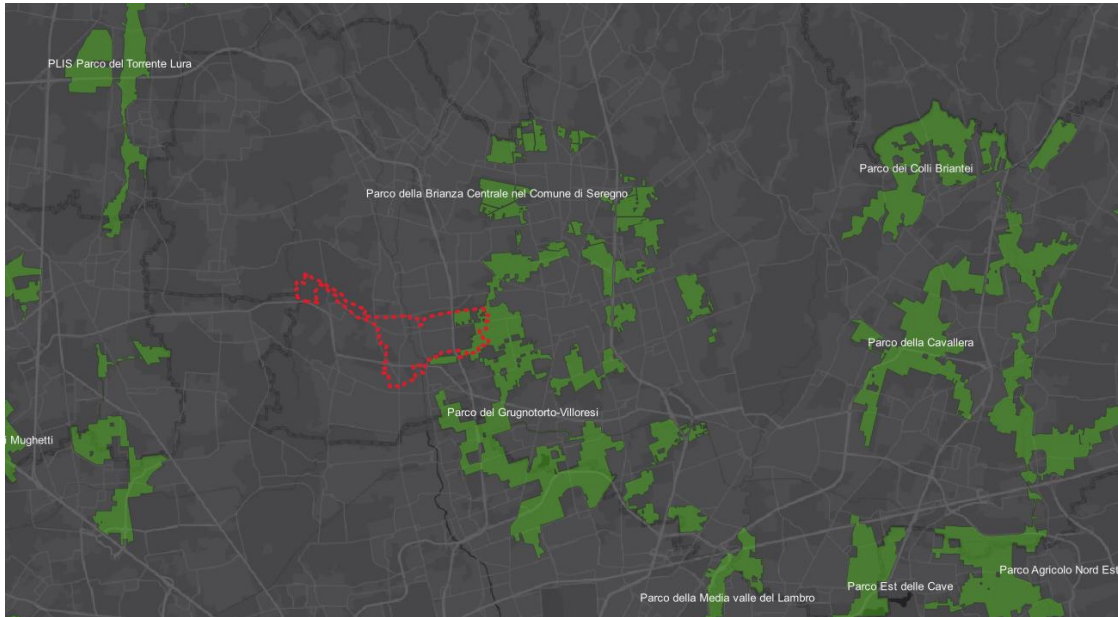 PLIS Parco del Torrente Lura
Parco dei Colli Briantei
Parco della Brianza Centrale nel Comune di Seregno
Parco della Cavallera
Parco del Grugnotorto-Villoresi
i Mughetti
Parco Agricolo Nord Est
Parco Est delle Cave
Parco della Media valle del Lambro